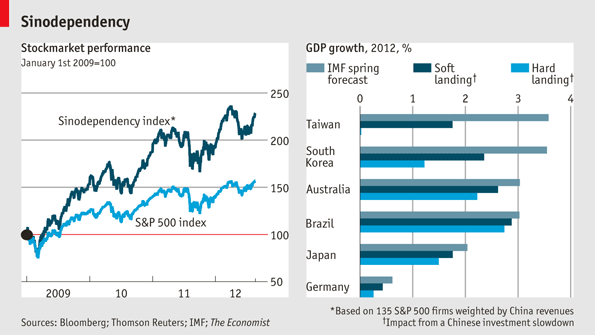 Sinodependency
Stockmarket performance
January 1st 2009=100
250
Sinodependency index*
200
150
S&P 500 index
100
50
2009 10 11 12
GDP growth, 2012, %
IMF spring
forecast
Soft
landing†
Hard
landing†
0 1 2 3 4
Taiwan
South
Korea
Australia
Brazil
Japan
Germany
Sources: Bloomberg; Thomson Reuters; IMF; The Economist
*Based on 135 S&P 500 firms weighted by China revenues
†Impact from a Chinese investment slowdown